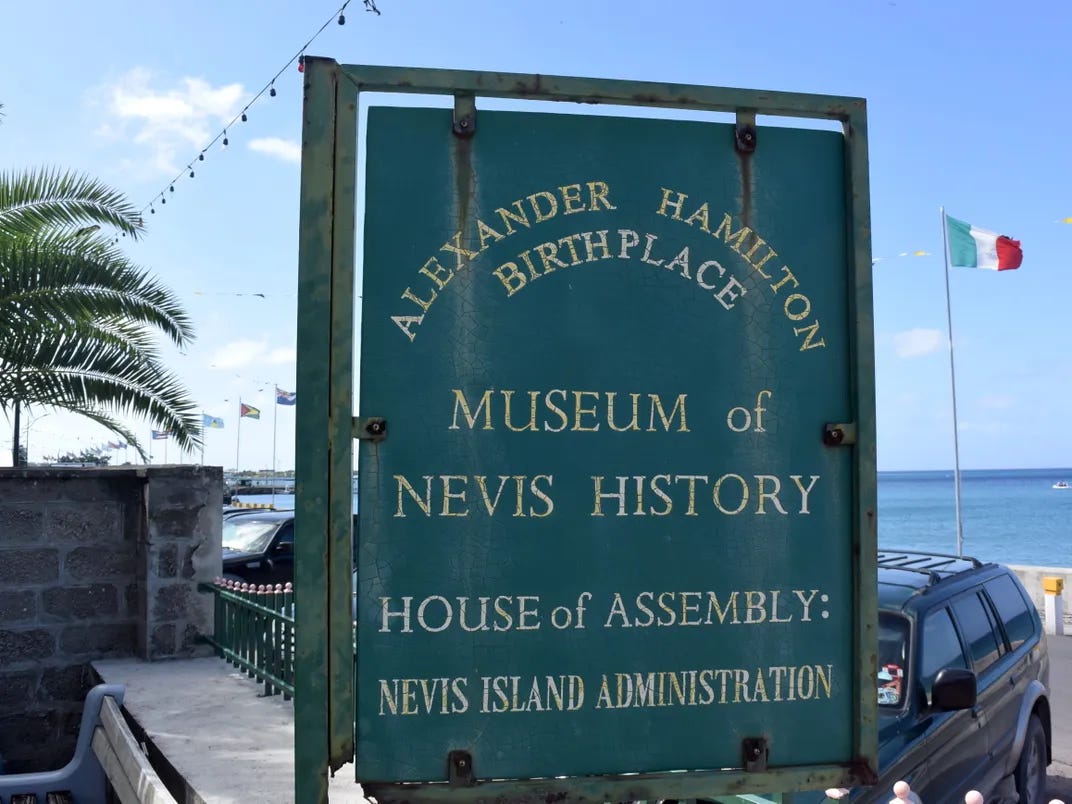 ALEXANDER HAMILTON
BIRTHPLACE
MUSEUM of
NEVIS HISTORY
HOUSE of ASSEMBLY:
NEVIS ISLAND ADMINISTRATION